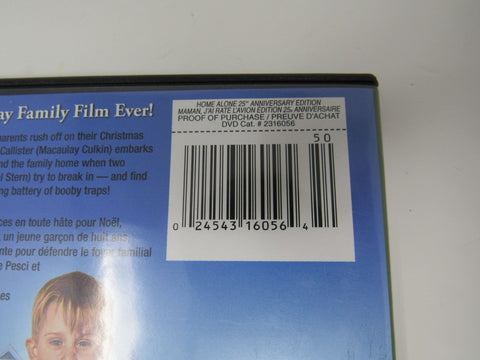 ay Family Film Ever!
parents rush off on their Christmas
Callister (Macaulay Culkin) embarks
nd the family home when two
l Stern) try to break in — and find
ng battery of booby traps!
ces en toute hâte pour Noël,
, un jeune garçon de huit ans,
ente pour défendre le foyer familial
e Pesci et
es
HOME ALONE 25th ANNIVERSARY EDITION
MAMAN, J'AI RATÉ L'AVION ÉDITION 25e ANNIVERSAIRE
PROOF OF PURCHASE / PREUVE D'ACHAT
DVD Cat. # 2316056
50
0 24543 16056 4